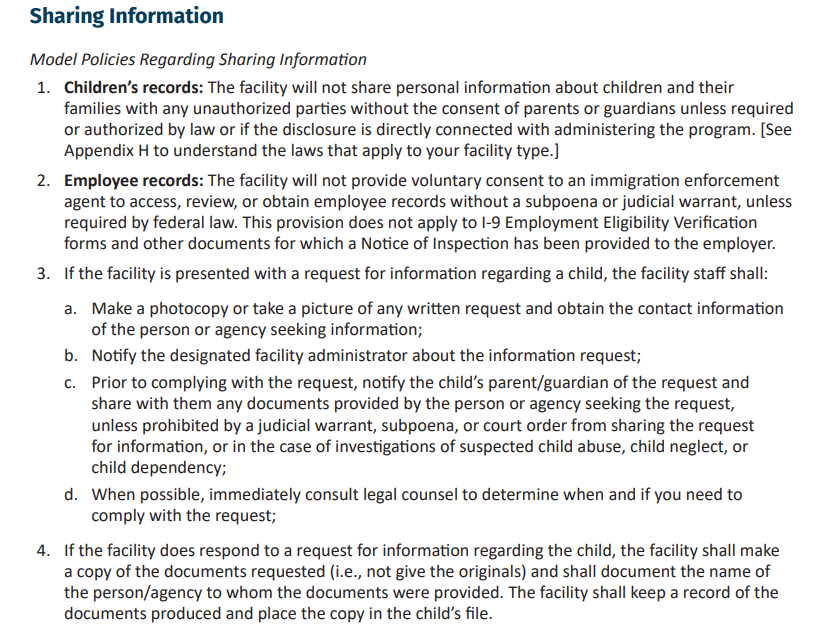 Sharing Information
Model Policies Regarding Sharing Information
1. Children’s records: The facility will not share personal information about children and their
families with any unauthorized parties without the consent of parents or guardians unless required
or authorized by law or if the disclosure is directly connected with administering the program. [See
Appendix H to understand the laws that apply to your facility type.]
2. Employee records: The facility will not provide voluntary consent to an immigration enforcement
agent to access, review, or obtain employee records without a subpoena or judicial warrant, unless
required by federal law. This provision does not apply to I-9 Employment Eligibility Verification
forms and other documents for which a Notice of Inspection has been provided to the employer.
3. If the facility is presented with a request for information regarding a child, the facility staff shall:
a. Make a photocopy or take a picture of any written request and obtain the contact information
of the person or agency seeking information;
b. Notify the designated facility administrator about the information request;
c. Prior to complying with the request, notify the child’s parent/guardian of the request and
share with them any documents provided by the person or agency seeking the request,
unless prohibited by a judicial warrant, subpoena, or court order from sharing the request
for information, or in the case of investigations of suspected child abuse, child neglect, or
child dependency;
d. When possible, immediately consult legal counsel to determine when and if you need to
comply with the request;
4. If the facility does respond to a request for information regarding the child, the facility shall make
a copy of the documents requested (i.e., not give the originals) and shall document the name of
the person/agency to whom the documents were provided. The facility shall keep a record of the
documents produced and place the copy in the child’s file.